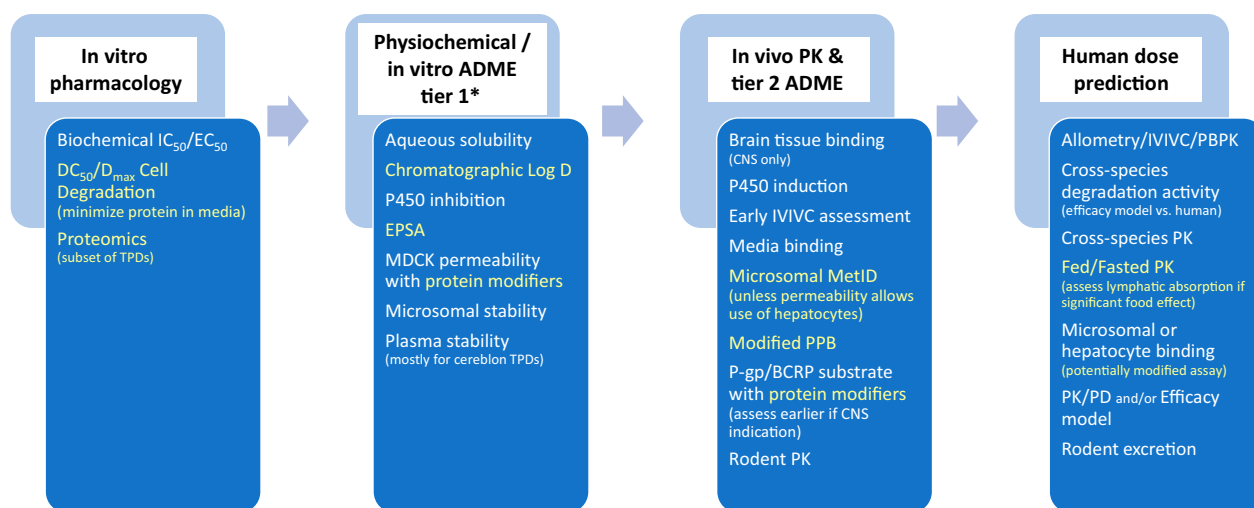 In vitro
pharmacology
Biochemical IC50/EC50
DC50/Dmax Cell
Degradation
(minimize protein in media)
Proteomics
(subset of TPDs)
Physiochemical /
in vitro ADME
tier 1*
Aqueous solubility
Chromatographic Log D
P450 inhibition
EPSA
MDCK permeability
with protein modifiers
Microsomal stability
Plasma stability
(mostly for cereblon TPDs)
In vivo PK &
tier 2 ADME
Brain tissue binding
(CNS only)
P450 induction
Early IVIVC assessment
Media binding
Microsomal MetID
(unless permeability allows
use of hepatocytes)
Modified PPB
P-gp/BCRP substrate
with protein modifiers
(assess earlier if CNS
indication)
Rodent PK
Human dose
prediction
Allometry/IVIVC/PBPK
Cross-species
degradation activity
(efficacy model vs. human)
Cross-species PK
Fed/Fasted PK
(assess lymphatic absorption if
significant food effect)
Microsomal or
hepatocyte binding
(potentially modified assay)
PK/PD and/or Efficacy
model
Rodent excretion